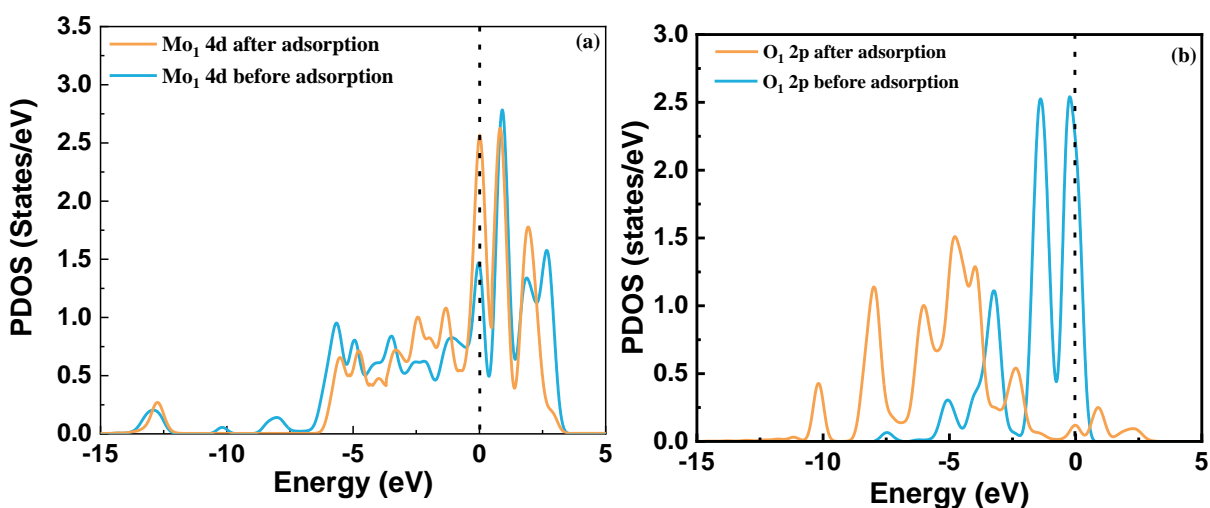 (a)
Mo₁ 4d after adsorption
Mo₁ 4d before adsorption
PDOS (States/eV)
3.5
3.0
2.5
2.0
1.5
1.0
0.5
0.0
-15 -10 -5 0 5
Energy (eV)
(b)
O₁ 2p after adsorption
O₁ 2p before adsorption
PDOS (states/eV)
3.0
2.5
2.0
1.5
1.0
0.5
0.0
-15 -10 -5 0 5
Energy (eV)